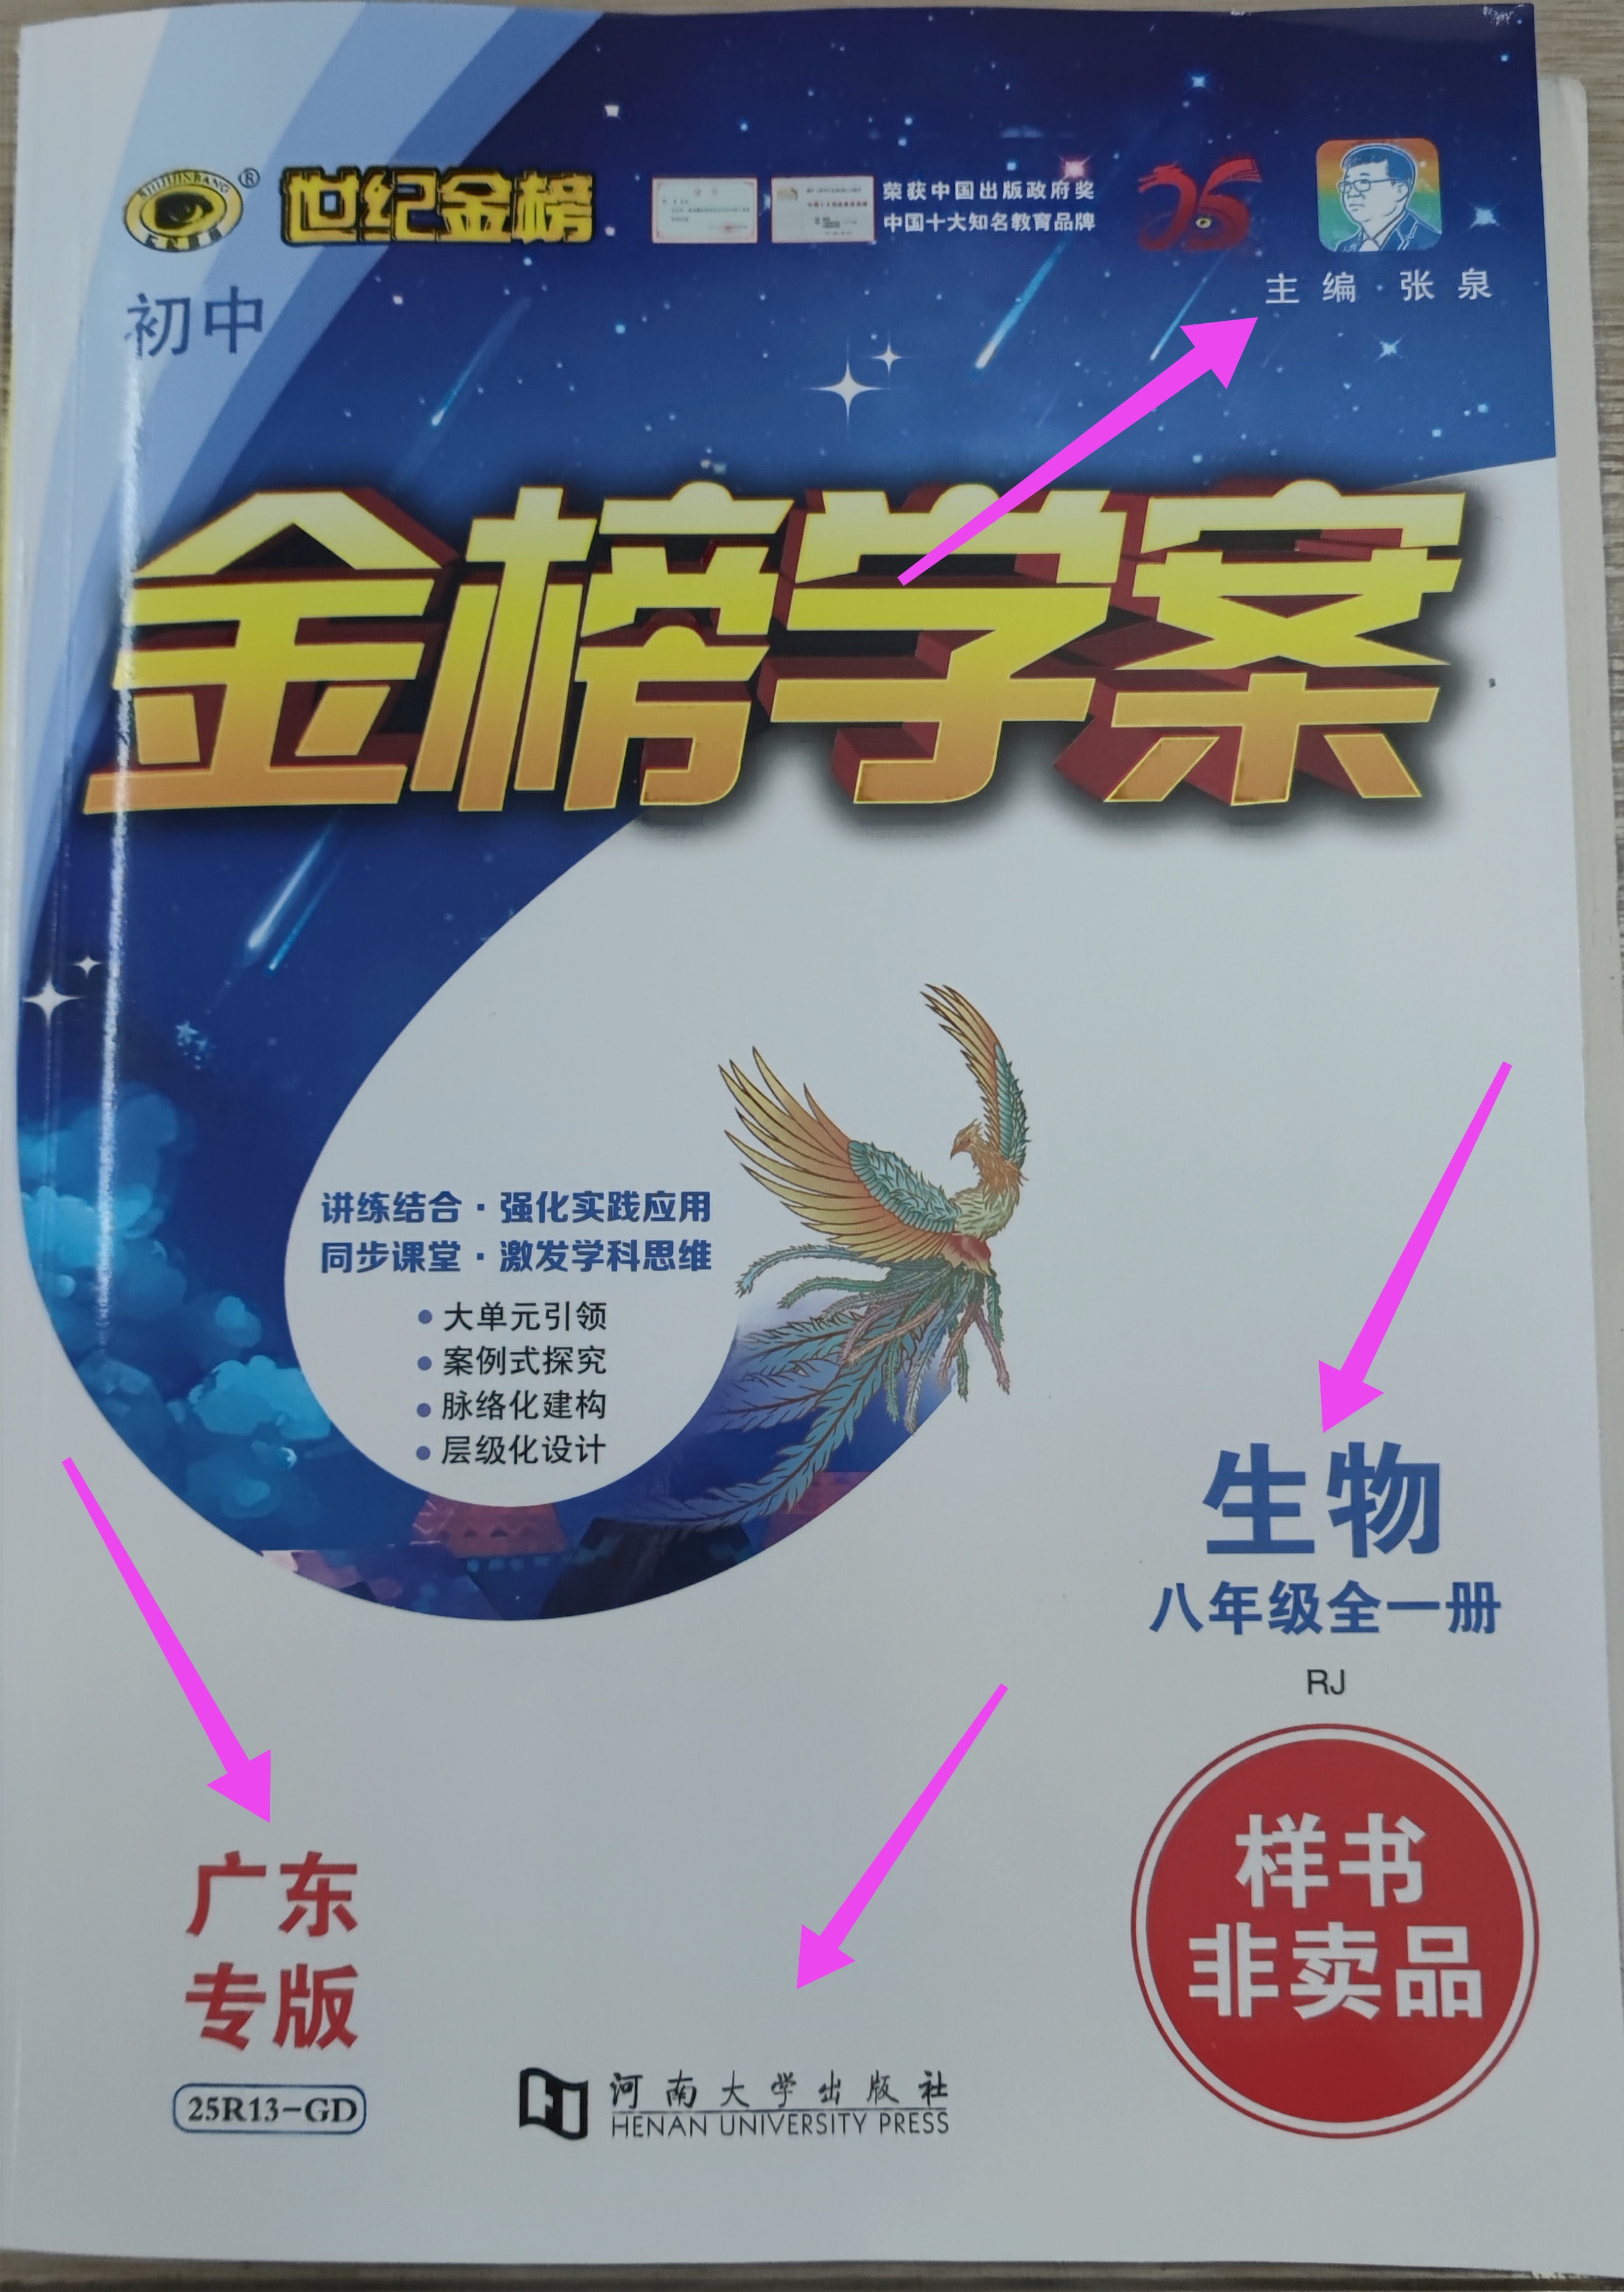 世纪金榜
荣获中国出版政府奖
中国十大知名教育品牌
25
主编 张泉
初中
金榜学案
讲练结合·强化实践应用
同步课堂·激发学科思维
大单元引领
案例式探究
脉络化建构
层级化设计
生物
八年级全一册
RJ
样书
非卖品
广东
专版
25R13-GD
河南大学出版社
HENAN UNIVERSITY PRESS